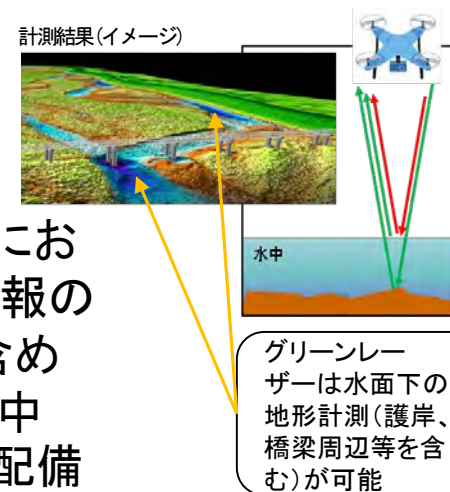 計測結果(イメージ)
にお
報の
含め
中
配備
水中
グリーンレー
ザーは水面下の
地形計測(護岸、
橋梁周辺等を含
む)が可能